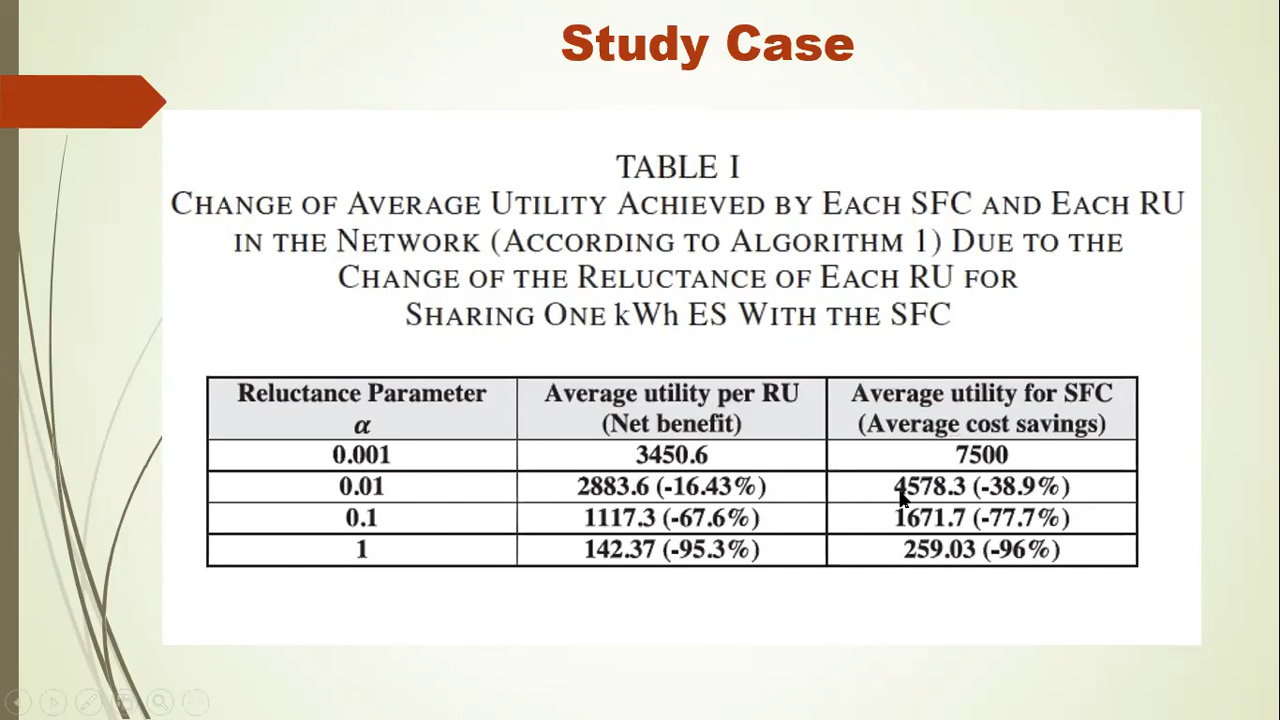 Study Case
TABLE I
CHANGE OF AVERAGE UTILITY ACHIEVED BY EACH SFC AND EACH RU
IN THE NETWORK (ACCORDING TO ALGORITHM 1) DUE TO THE
CHANGE OF THE RELUCTANCE OF EACH RU FOR
SHARING ONE kWh ES WITH THE SFC
Reluctance Parameter
α
Average utility per RU
(Net benefit)
Average utility for SFC
(Average cost savings)
0.001 3450.6 7500
0.01 2883.6 (-16.43%) 4578.3 (-38.9%)
0.1 1117.3 (-67.6%) 1671.7 (-77.7%)
1 142.37 (-95.3%) 259.03 (-96%)